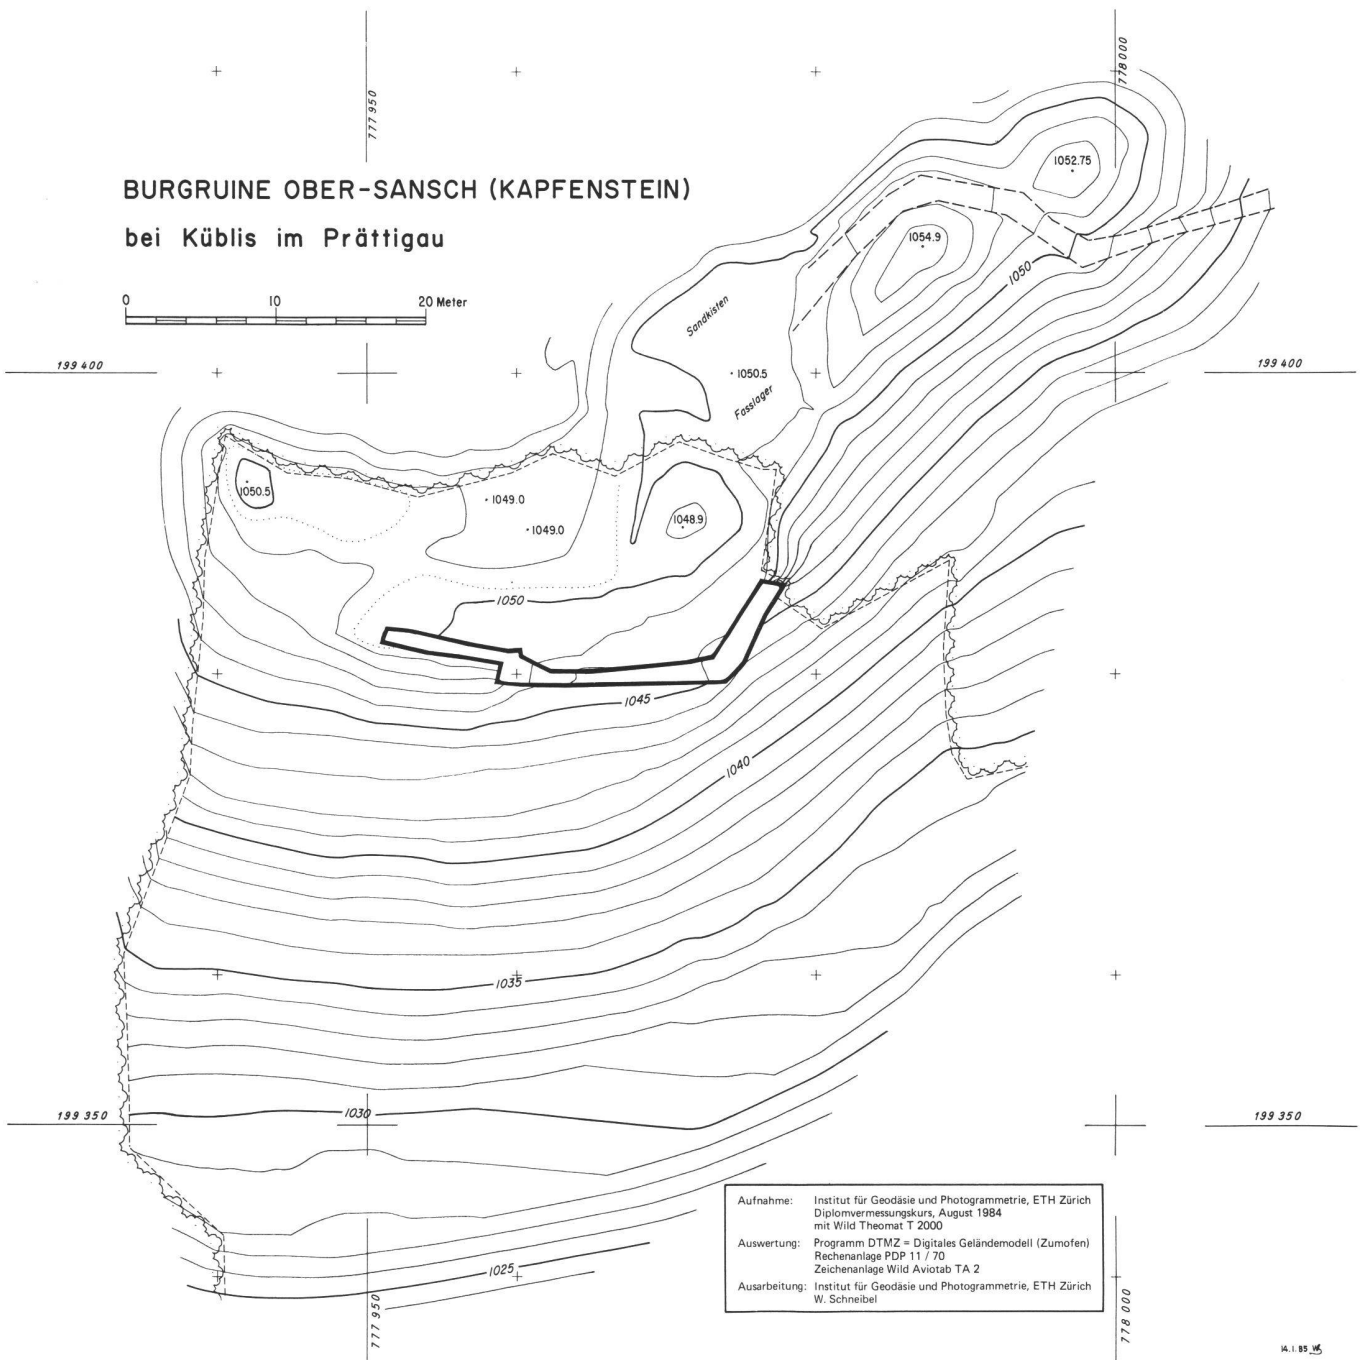 777 950
778 000
BURGRUINE OBER-SANSCH (KAPFENSTEIN)
bei Küblis im Prättigau
0 10 20 Meter
1052.75
1054.9
1050
Sandkisten
199 400
199 400
1050.5
Fasslager
1050.5
1049.0
1049.0
1048.9
1050
1045
1040
1035
1030
199 350
199 350
1025
Aufnahme: Institut für Geodäsie und Photogrammetrie, ETH Zürich
Diplomvermessungskurs, August 1984
mit Wild Theomat T 2000
Auswertung: Programm DTMZ = Digitales Geländemodell (Zumofen)
Rechenanlage PDP 11 / 70
Zeichenanlage Wild Aviotab TA 2
Ausarbeitung: Institut für Geodäsie und Photogrammetrie, ETH Zürich
W. Schneibel
777 950
778 000
14.1.85